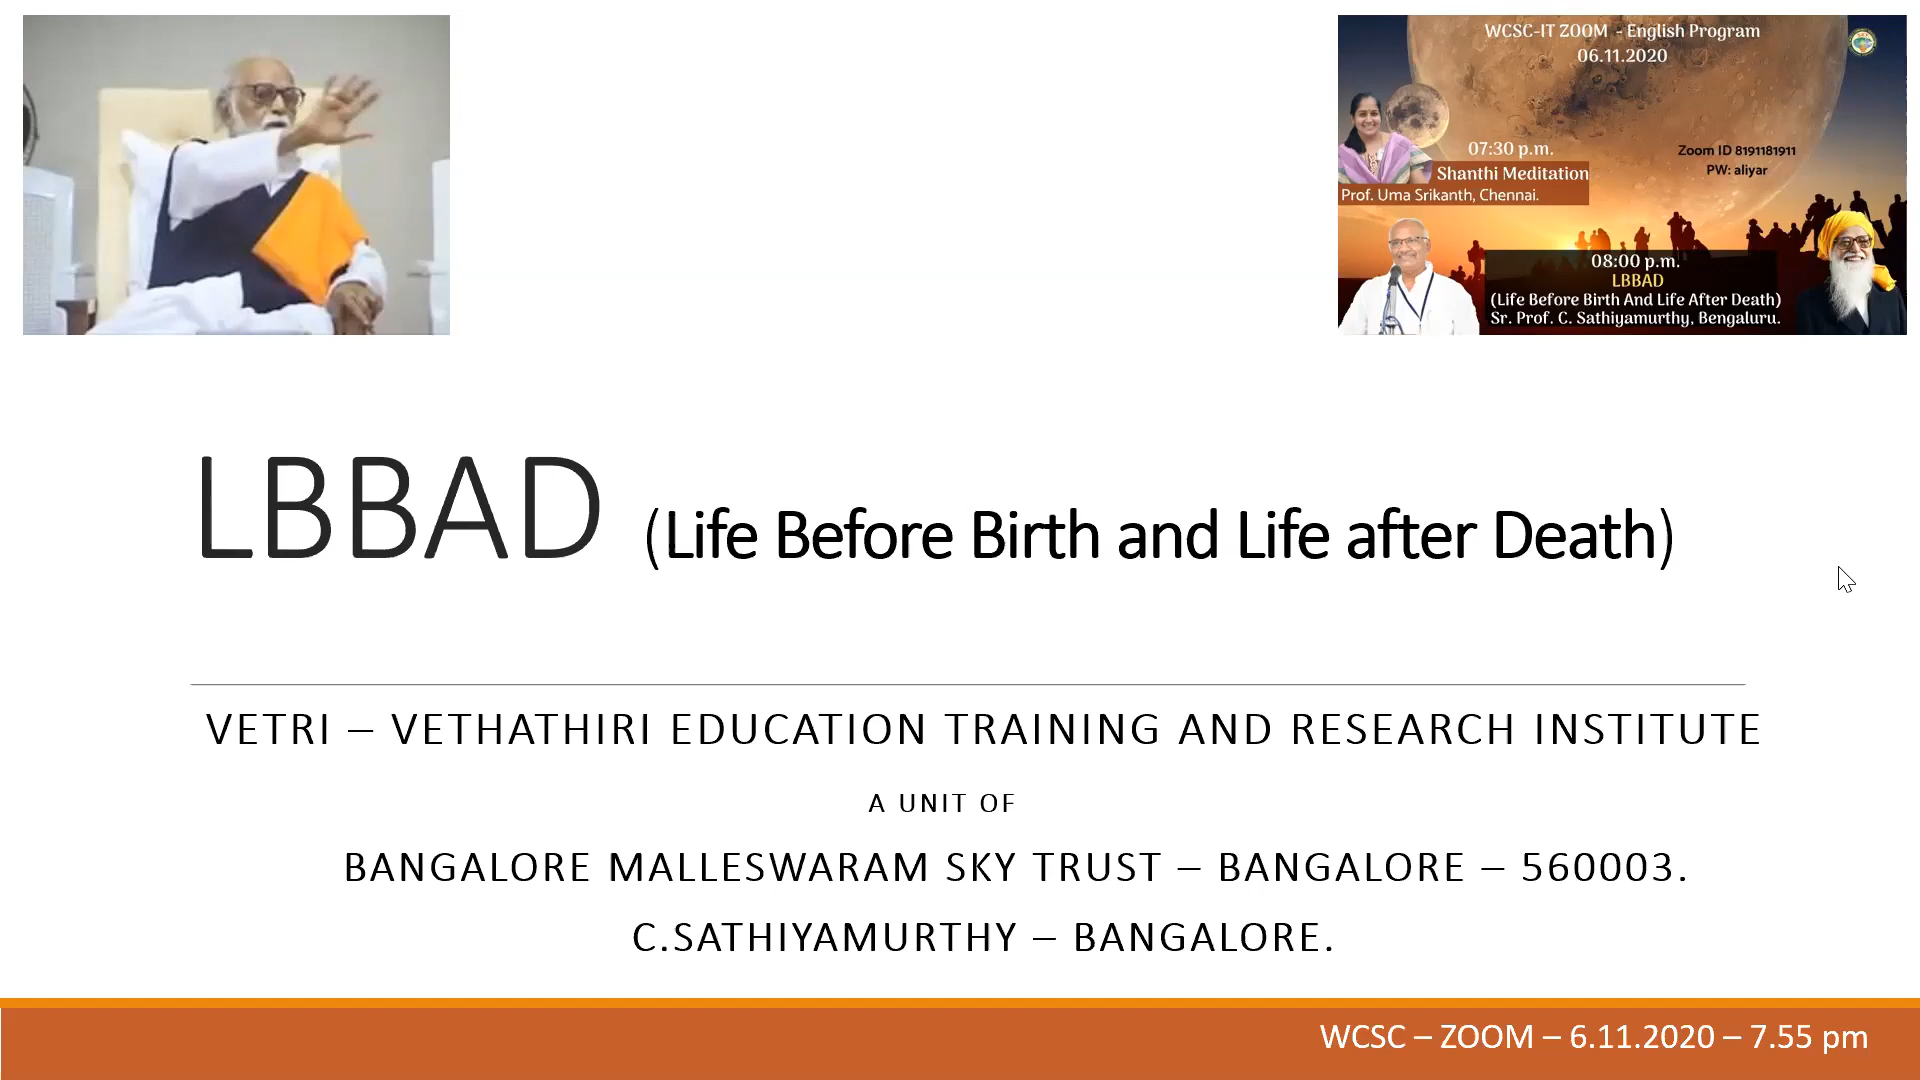 WCSC-IT ZOOM - English Program
06.11.2020
07:30 p.m.
Shanthi Meditation
Prof. Uma Srikanth, Chennai.
Zoom ID 8191181911
PW: aliyar
08:00 p.m.
LBBAD
(Life Before Birth And Life After Death)
Sr. Prof. C. Sathiyamurthy, Bengaluru.
LBBAD (Life Before Birth and Life after Death)
VETRI – VETHATHIRI EDUCATION TRAINING AND RESEARCH INSTITUTE
A UNIT OF
BANGALORE MALLESWARAM SKY TRUST – BANGALORE – 560003.
C.SATHIYAMURTHY – BANGALORE.
WCSC – ZOOM – 6.11.2020 – 7.55 pm